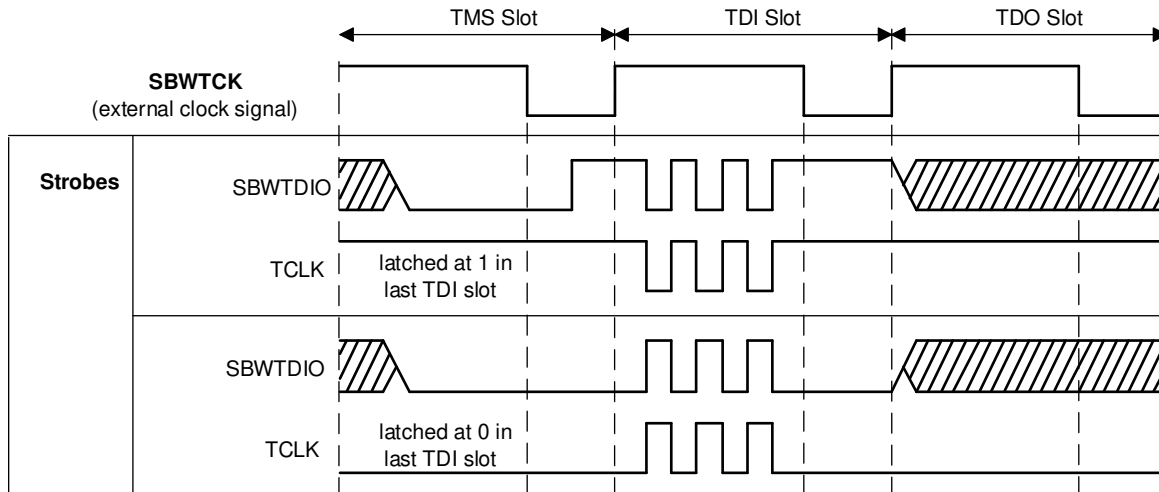 TMS Slot
TDI Slot
TDO Slot
SBWTCK
(external clock signal)
Strobes
SBWTDIO
TCLK
latched at 1 in
last TDI slot
SBWTDIO
TCLK
latched at 0 in
last TDI slot